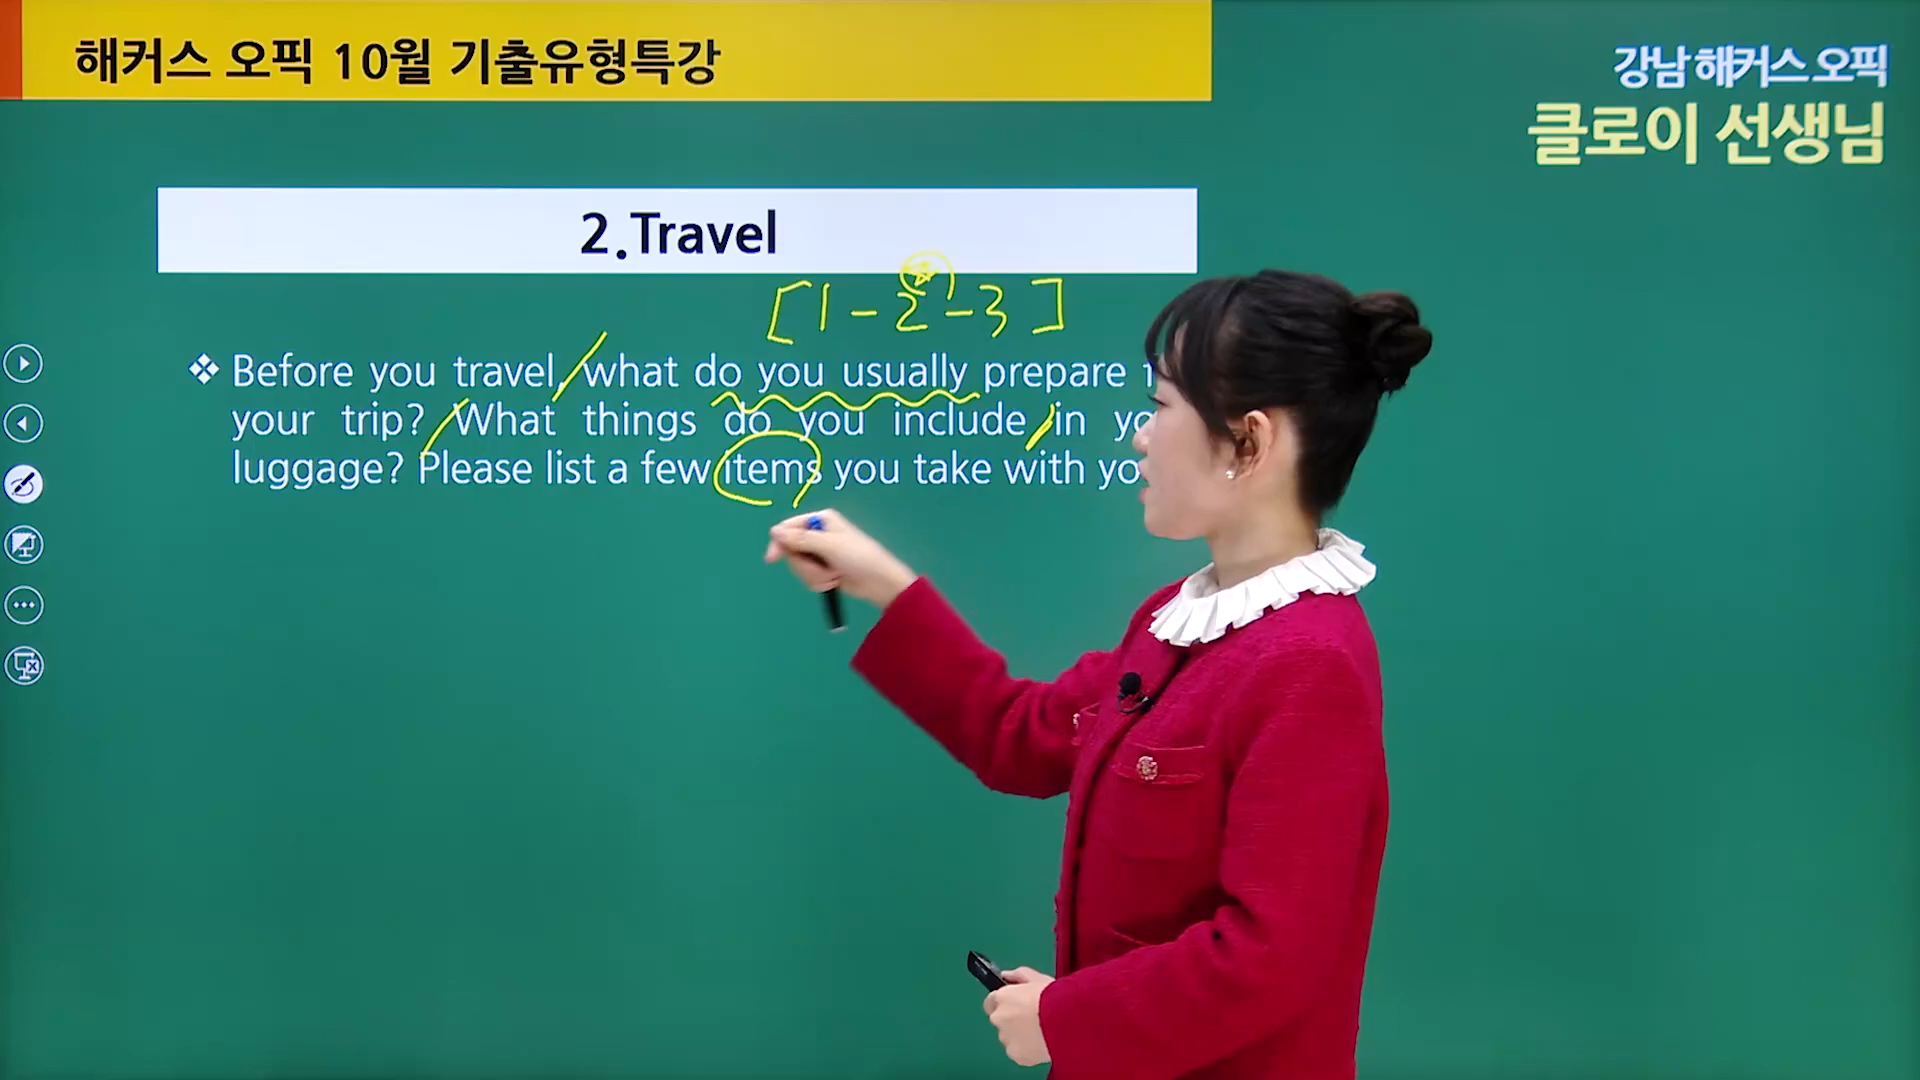 해커스 오픽 10월 기출유형특강
강남 해커스 오픽
클로이 선생님
2.Travel
[1-2-3]
Before you travel, what do you usually prepare
your trip? What things do you include in
luggage? Please list a few items you take with